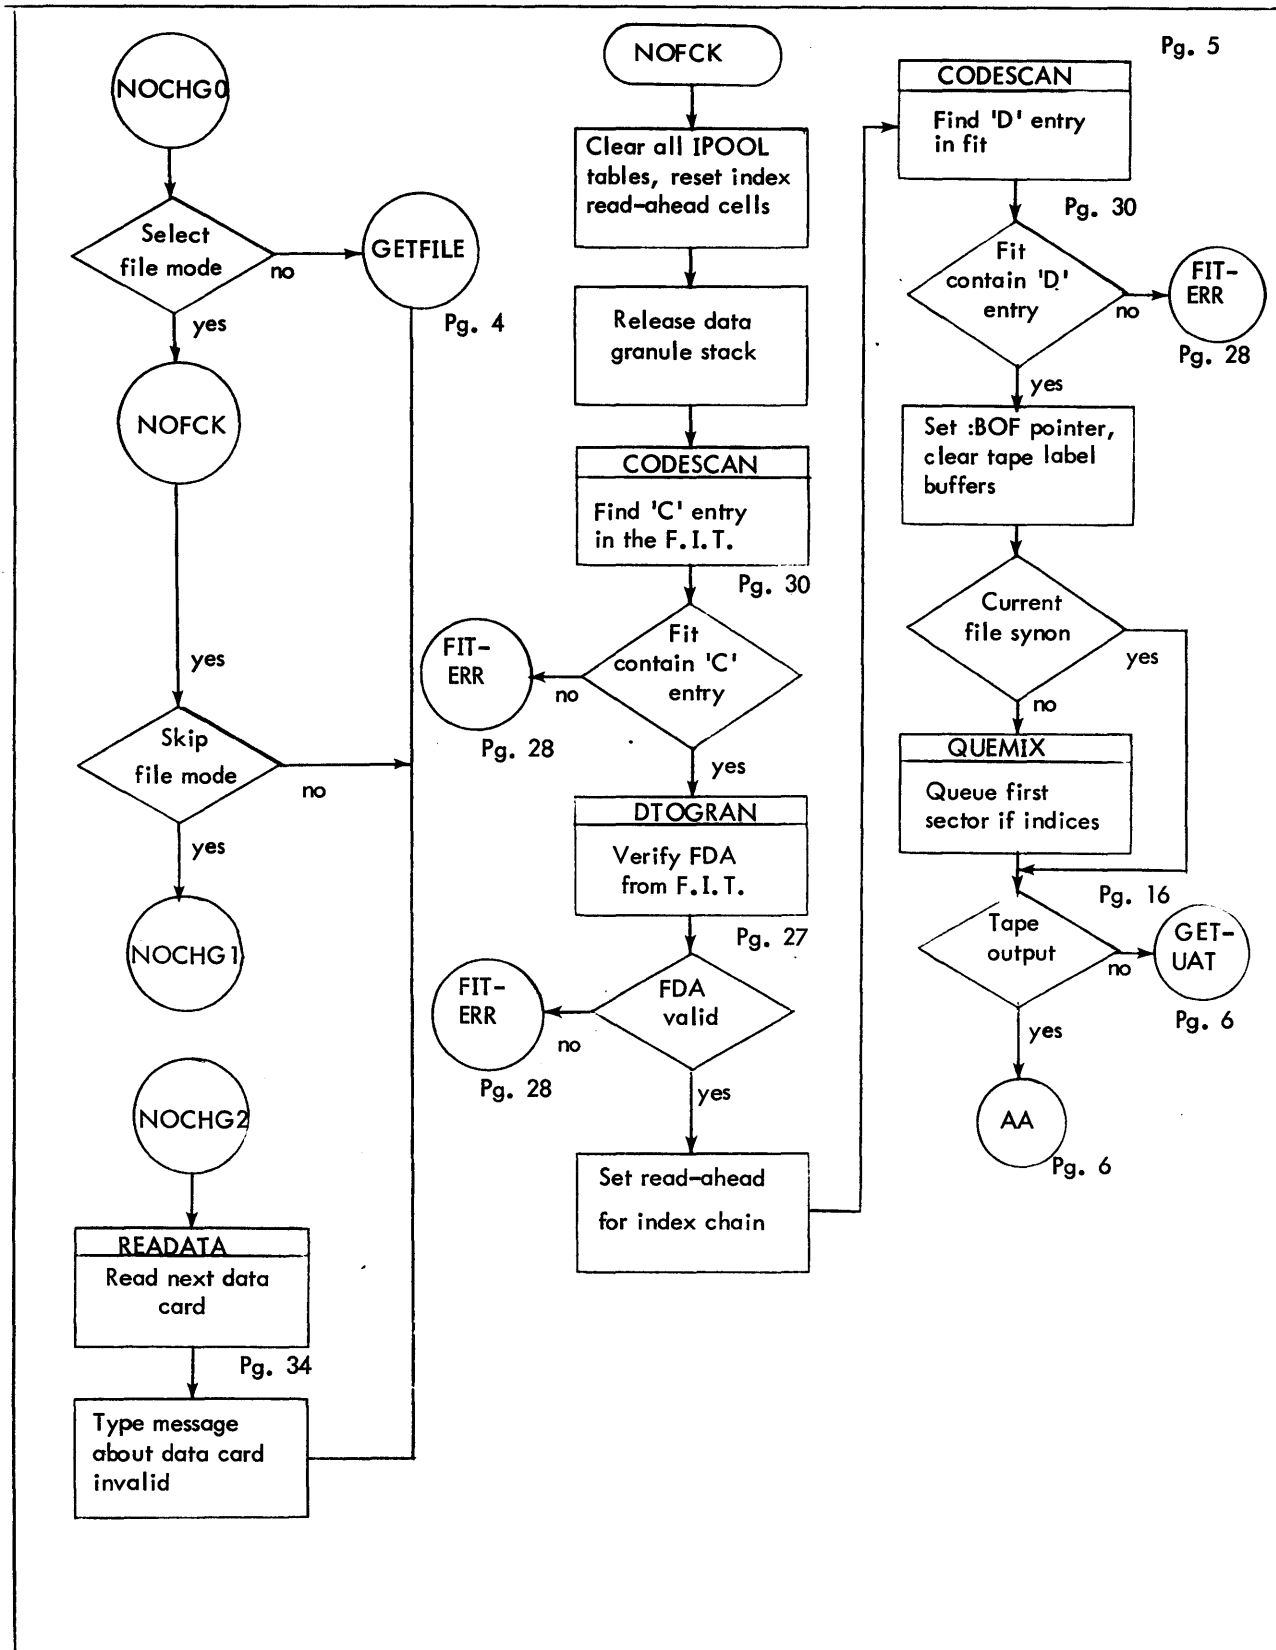 Pg. 5
NOCHG0
Select
file mode
no
yes
GETFILE
Pg. 4
NOFCK
yes
Skip
file mode
no
yes
NOCHG1
NOCHG2
READATA
Read next data
card
Pg. 34
Type message
about data card
invalid
NOFCK
Clear all IPOOL
tables, reset index
read-ahead cells
Release data
granule stack
CODESCAN
Find 'C' entry
in the F.I.T.
Pg. 30
Fit
contain 'C'
entry
no
FIT-
ERR
Pg. 28
yes
DTOGRAN
Verify FDA
from F.I.T.
Pg. 27
FDA
valid
no
FIT-
ERR
Pg. 28
yes
Set read-ahead
for index chain
CODESCAN
Find 'D' entry
in fit
Pg. 30
Fit
contain 'D'
entry
no
FIT-
ERR
Pg. 28
yes
Set :BOF pointer,
clear tape label
buffers
Current
file synon
yes
no
QUEMIX
Queue first
sector if indices
Pg. 16
Tape
output
no
GET-
UAT
Pg. 6
yes
AA
Pg. 6